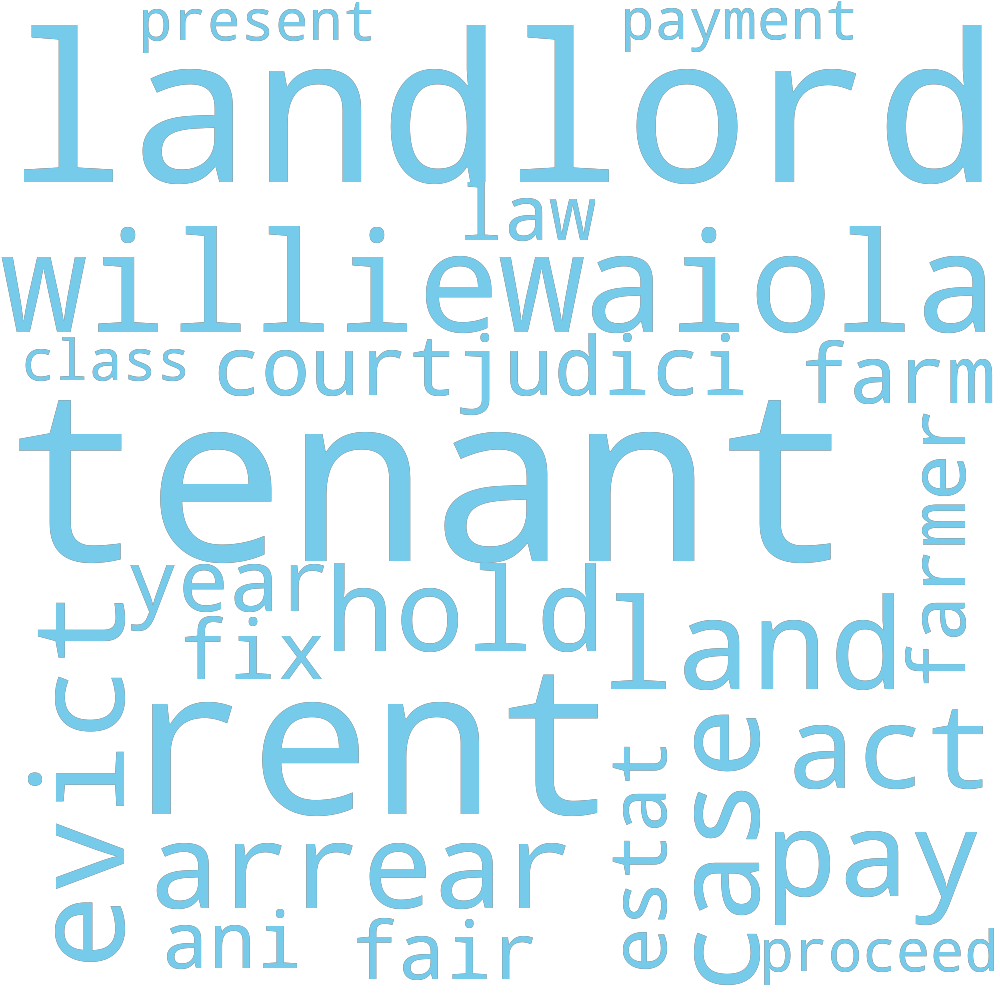 present payment
landlord
law
williewaiola
class courtjudici farm
tenant
farmer
year hold
fix land
evict rent
case act
estat
arrear pay
ani fair proceed